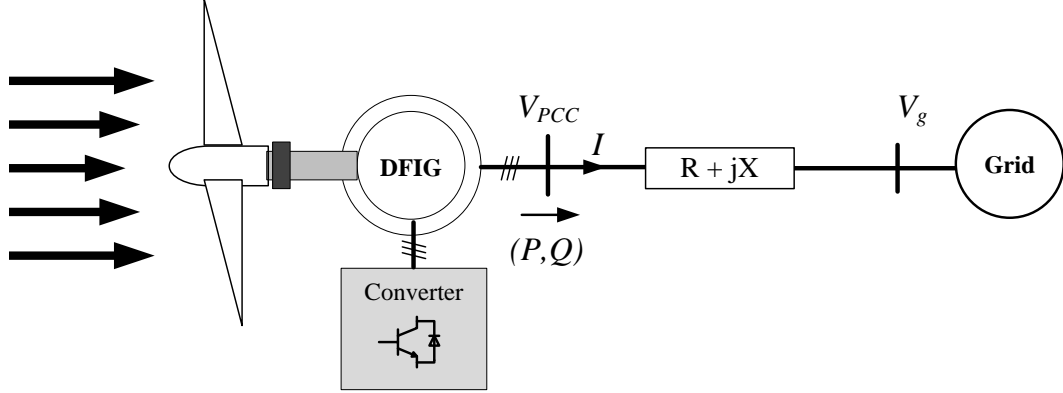 V_PCC
V_g
I
DFIG
R + jX
Grid
(P,Q)
Converter